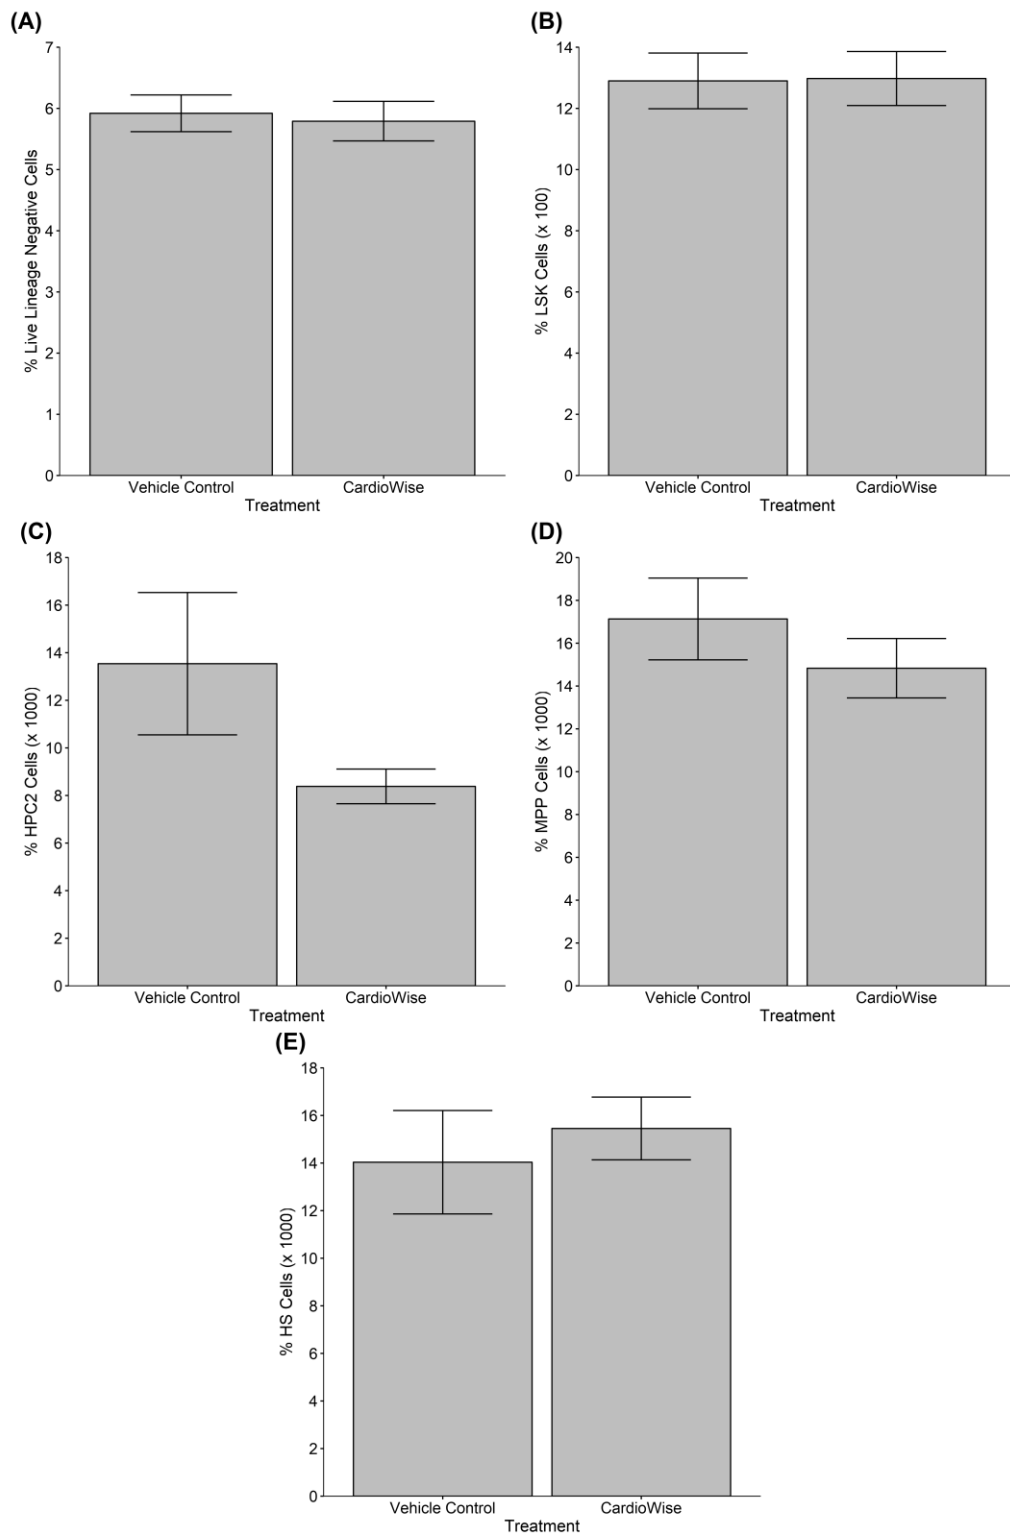 (A)
% Live Lineage Negative Cells
7
6
5
4
3
2
1
0
Vehicle Control CardioWise
Treatment
(B)
% LSK Cells (x 100)
14
12
10
8
6
4
2
0
Vehicle Control CardioWise
Treatment
(C)
% HPC2 Cells (x 1000)
18
16
14
12
10
8
6
4
2
0
Vehicle Control CardioWise
Treatment
(D)
% MPP Cells (x 1000)
20
18
16
14
12
10
8
6
4
2
0
Vehicle Control CardioWise
Treatment
(E)
% HS Cells (x 1000)
18
16
14
12
10
8
6
4
2
0
Vehicle Control CardioWise
Treatment